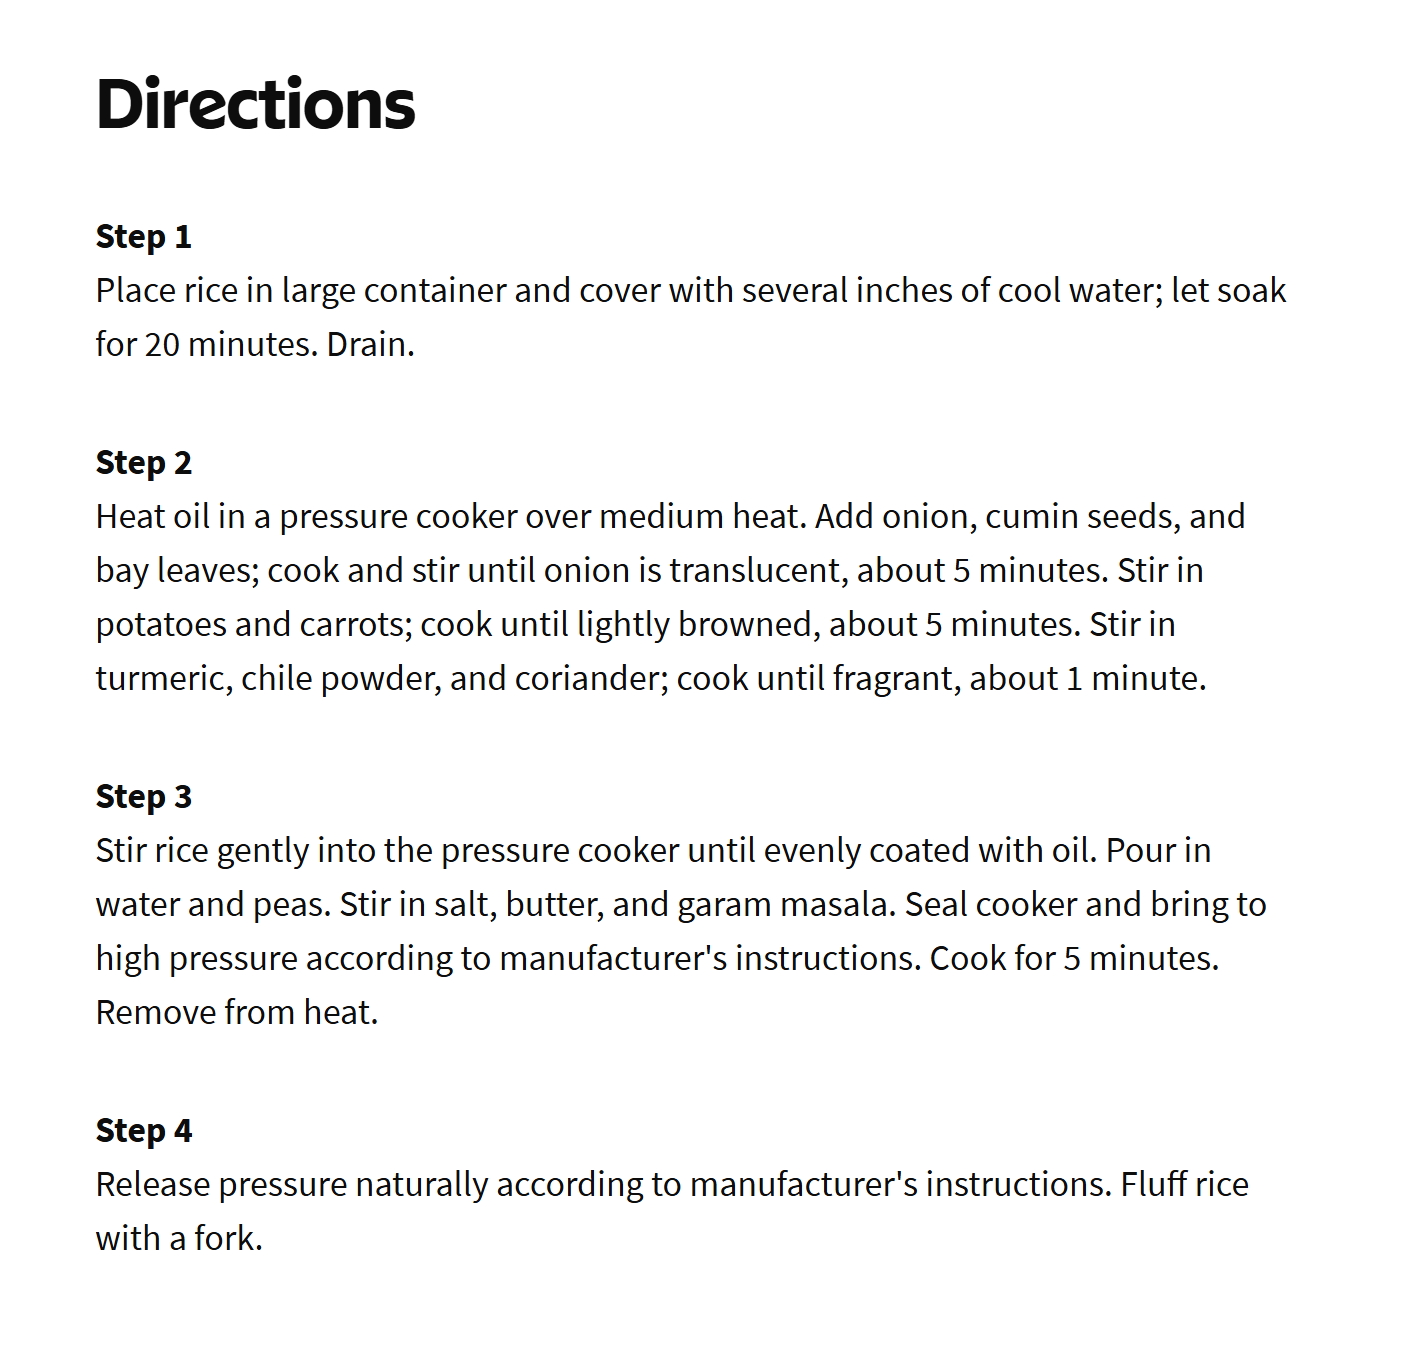 Directions
Step 1
Place rice in large container and cover with several inches of cool water; let soak
for 20 minutes. Drain.
Step 2
Heat oil in a pressure cooker over medium heat. Add onion, cumin seeds, and
bay leaves; cook and stir until onion is translucent, about 5 minutes. Stir in
potatoes and carrots; cook until lightly browned, about 5 minutes. Stir in
turmeric, chile powder, and coriander; cook until fragrant, about 1 minute.
Step 3
Stir rice gently into the pressure cooker until evenly coated with oil. Pour in
water and peas. Stir in salt, butter, and garam masala. Seal cooker and bring to
high pressure according to manufacturer's instructions. Cook for 5 minutes.
Remove from heat.
Step 4
Release pressure naturally according to manufacturer's instructions. Fluff rice
with a fork.